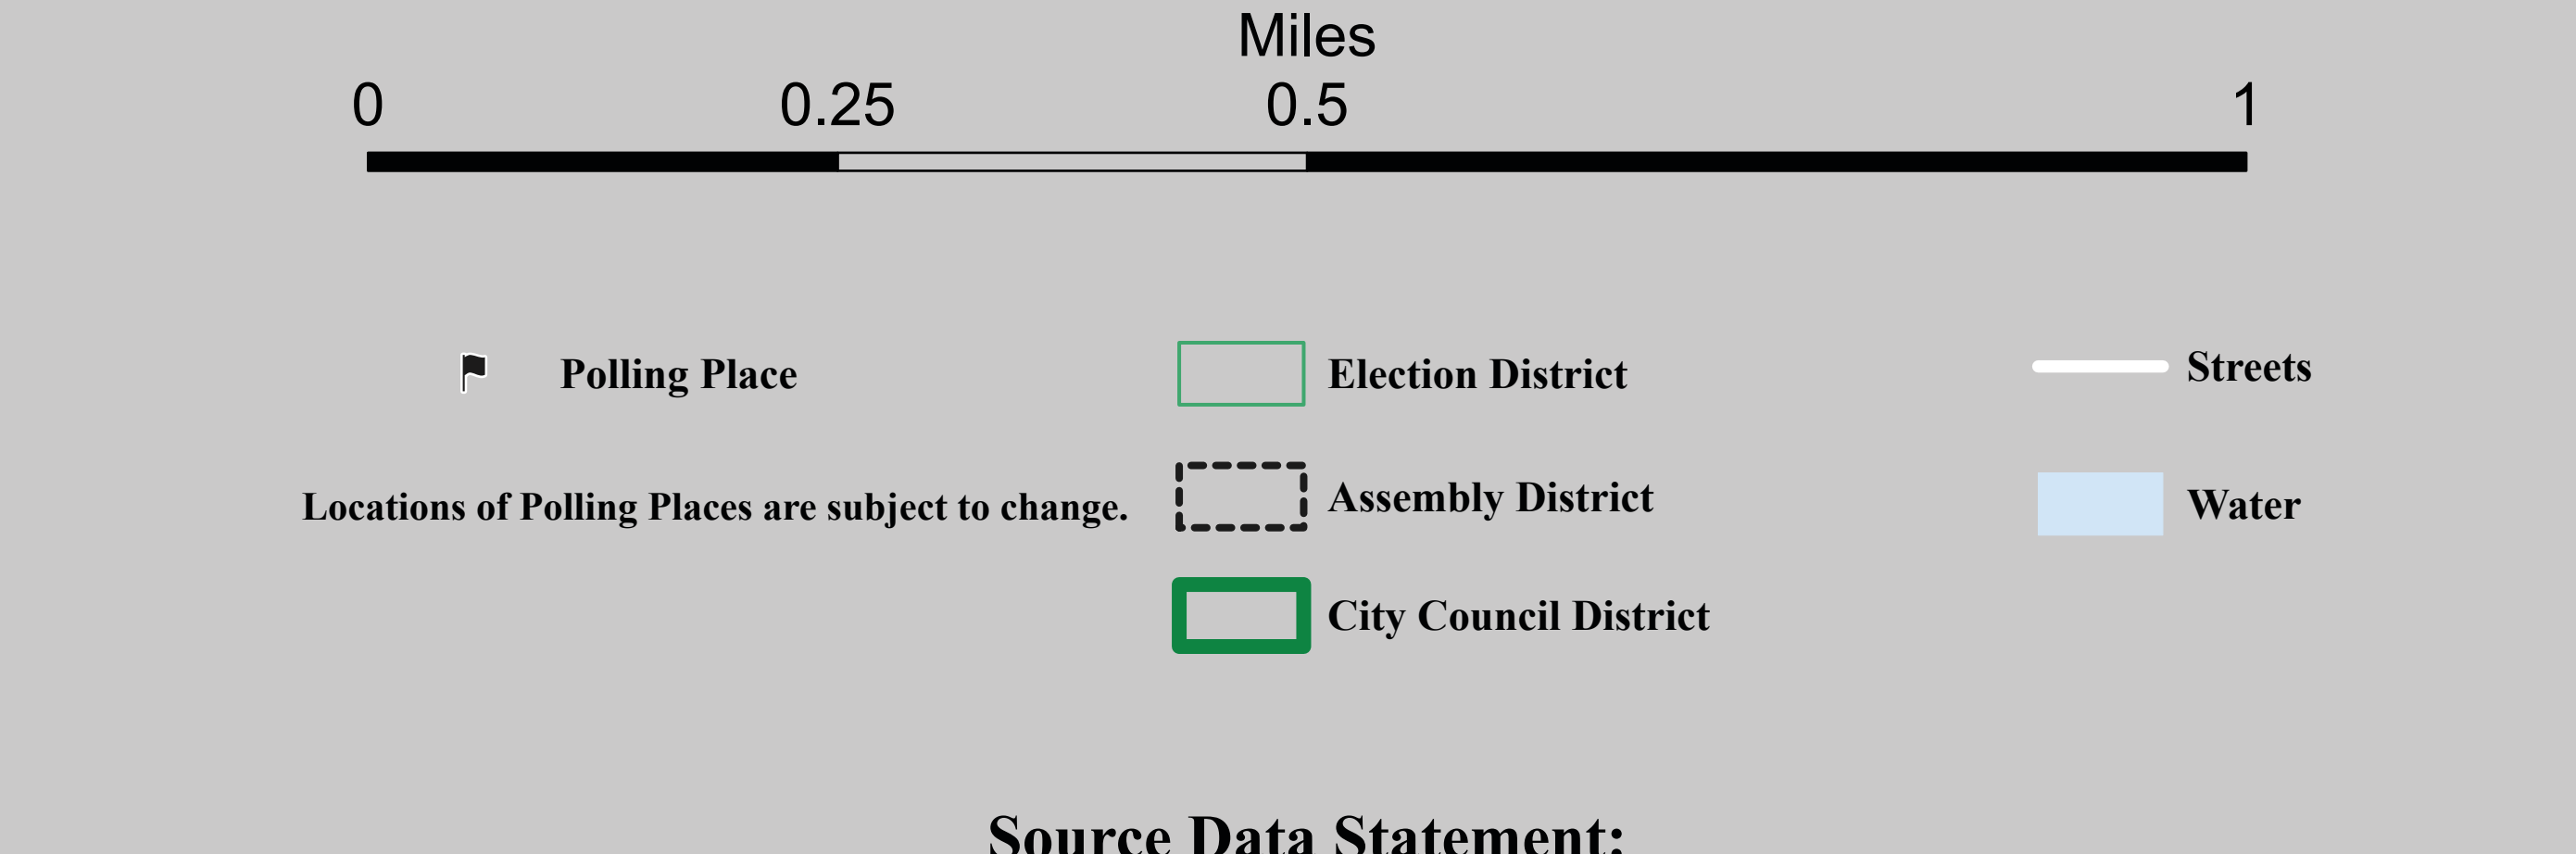 Miles
0 0.25 0.5 1
Polling Place
Election District
Streets
Locations of Polling Places are subject to change.
Assembly District
Water
City Council District
Source Data Statement: